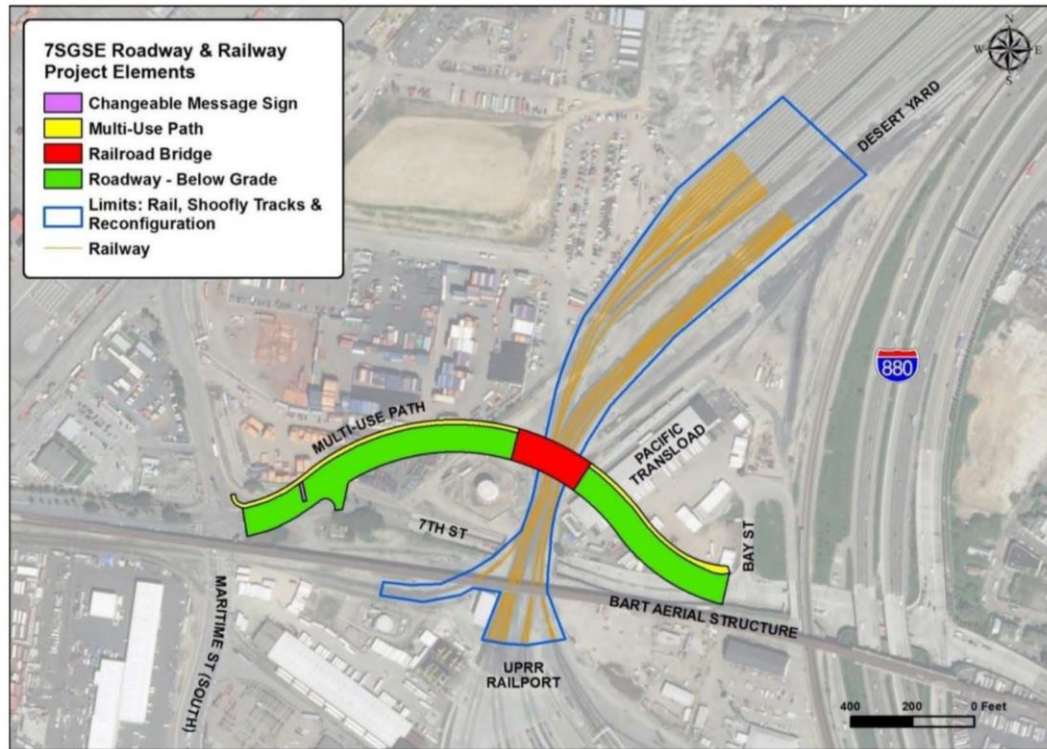 7SGSE Roadway & Railway
Project Elements
Changeable Message Sign
Multi-Use Path
Railroad Bridge
Roadway - Below Grade
Limits: Rail, Shoofly Tracks &
Reconfiguration
Railway
N
W E
S
DESERT YARD
880
MULTI-USE PATH
PACIFIC
TRANSLOAD
7TH ST
BAY ST
BART AERIAL STRUCTURE
MARITIME ST (SOUTH)
UPRR
RAILPORT
400 200 0 Feet